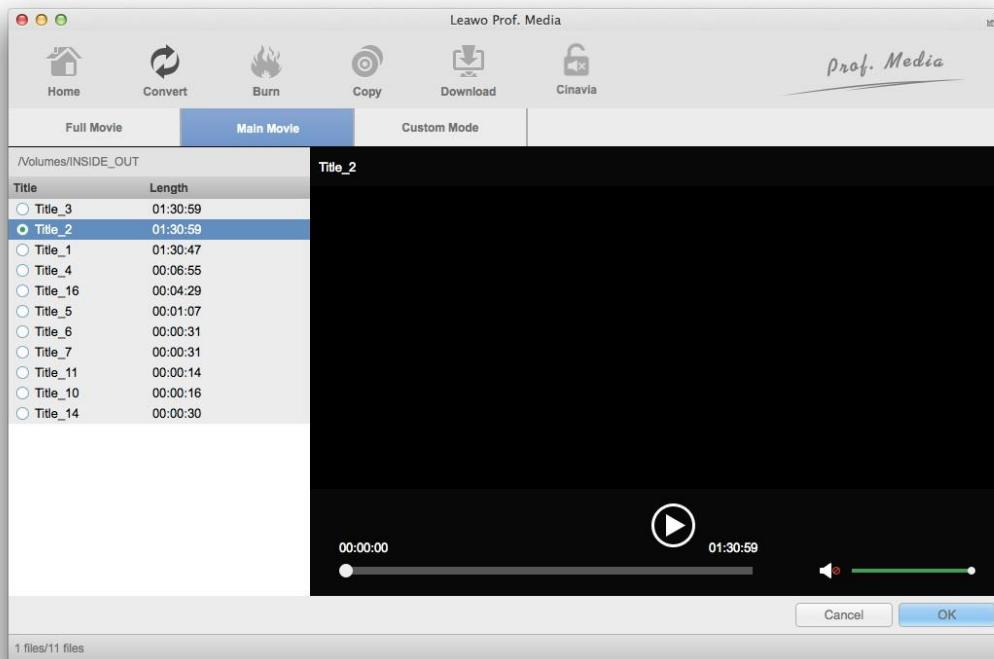 Leawo Prof. Media
Home Convert Burn Copy Download Cinavia
Prof. Media
Full Movie Main Movie Custom Mode
/Volumes/INSIDE_OUT
Title_2
Title Length
Title_3 01:30:59
Title_2 01:30:59
Title_1 01:30:47
Title_4 00:06:55
Title_16 00:04:29
Title_5 00:01:07
Title_6 00:00:31
Title_7 00:00:31
Title_11 00:00:14
Title_10 00:00:16
Title_14 00:00:30
00:00:00 01:30:59
Cancel OK
1 files/11 files